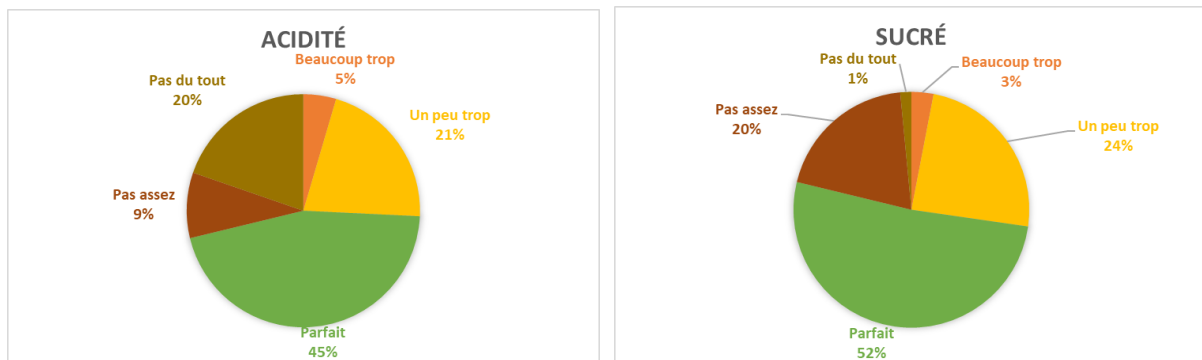 ACIDITÉ
Beaucoup trop
5%
Pas du tout
20%
Un peu trop
21%
Pas assez
9%
Parfait
45%
SUCRÉ
Pas du tout
1%
Beaucoup trop
3%
Pas assez
20%
Un peu trop
24%
Parfait
52%